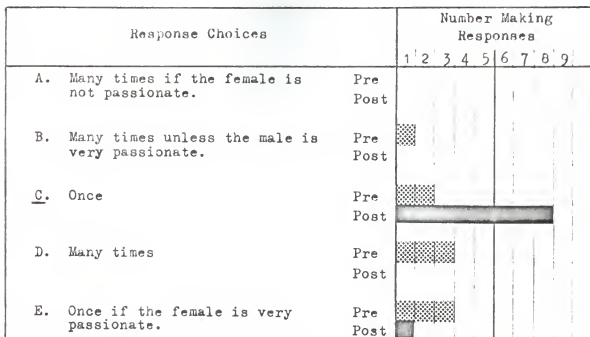 Number Making
Response Choices Responses
1 2 3 4 5 6 7 8 9
A. Many times if the female is Pre
not passionate. Post
B. Many times unless the male is Pre
very passionate. Post
C. Once Pre
Post
D. Many times Pre
Post
E. Once if the female is very Pre
passionate. Post